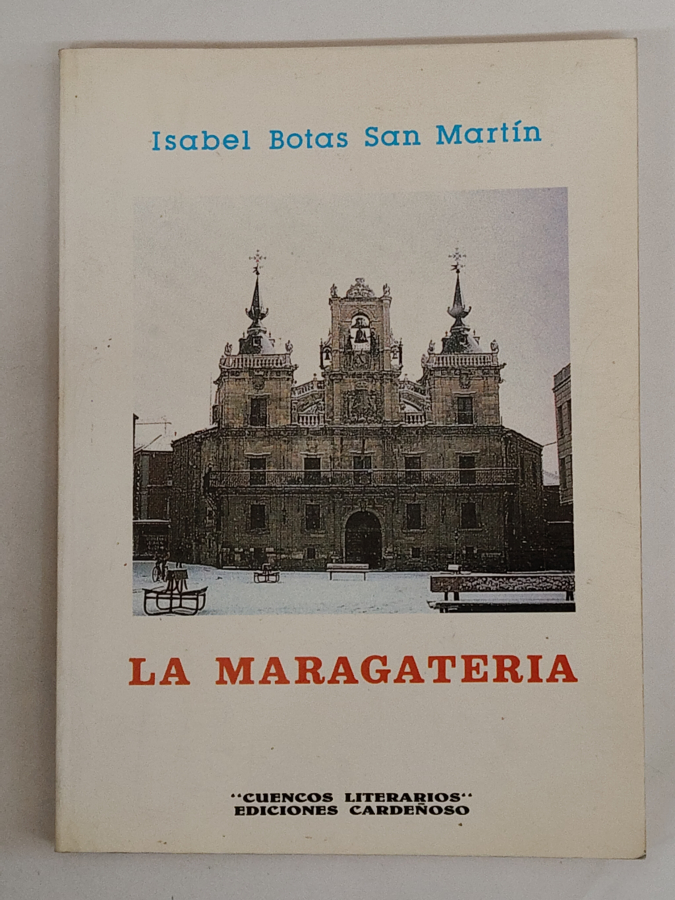 Isabel Botas San Martín
LA MARAGATERIA
"CUENCOS LITERARIOS"
EDICIONES CARDEÑOSO